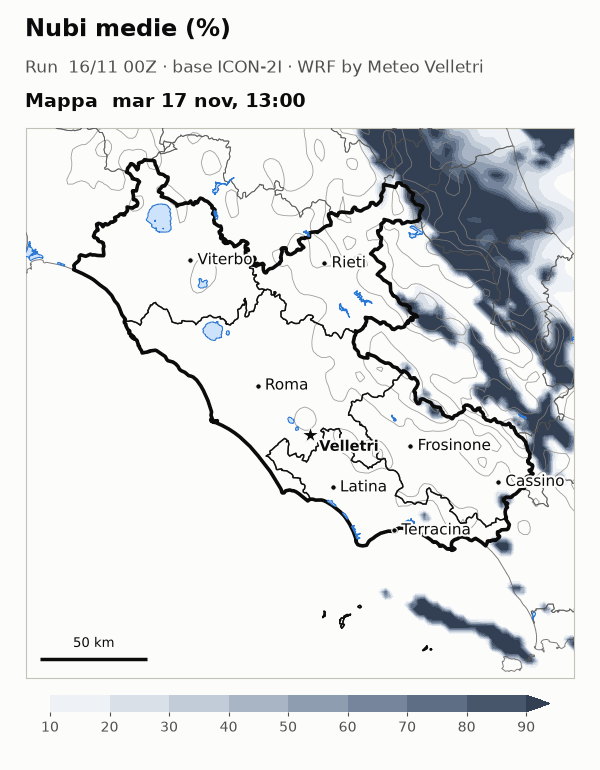 Nubi medie (%)
Run  16/11 00Z · base ICON-2I · WRF by Meteo Velletri
Mappa  mar 17 nov, 13:00
Viterbo
Rieti
Roma
Velletri
Frosinone
Cassino
Latina
Terracina
50 km
10 20 30 40 50 60 70 80 90